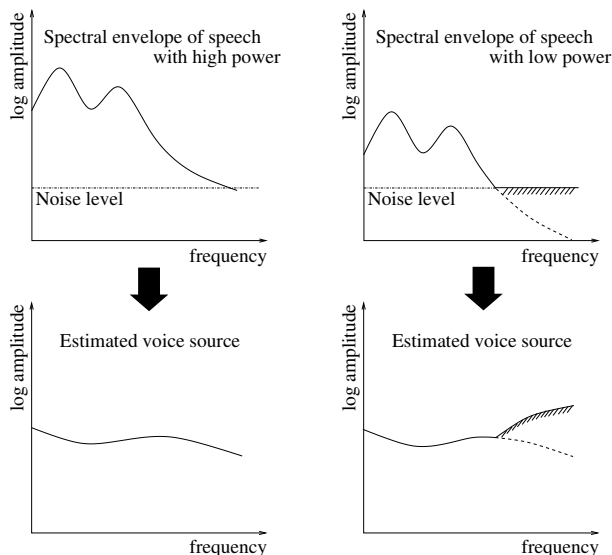 log amplitude
Spectral envelope of speech
with high power
Noise level
frequency
log amplitude
Spectral envelope of speech
with low power
Noise level
frequency
log amplitude
Estimated voice source
frequency
log amplitude
Estimated voice source
frequency